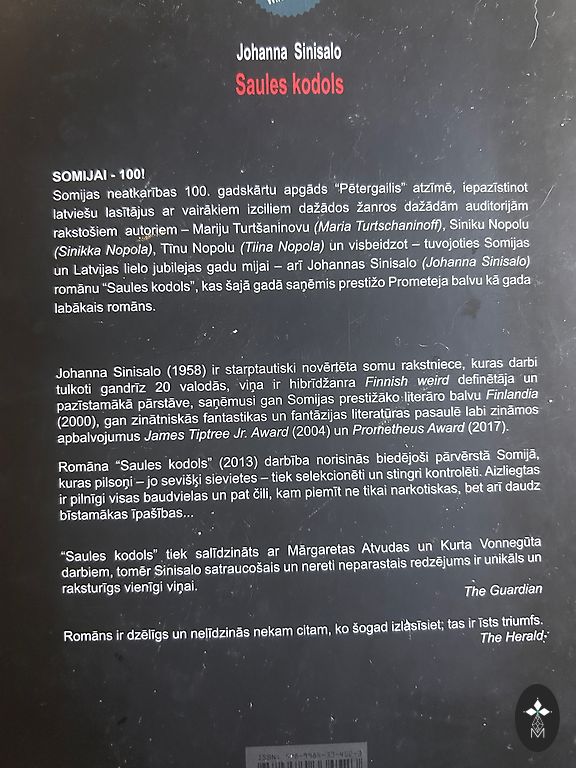 Johanna Sinisalo
Saules kodols
SOMIJAI - 100!
Somijas neatkarības 100. gadskārtu apgāds “Pētergailis” atzīmē, iepazīstinot
latviešu lasītājus ar vairākiem izciliem dažādos žanros dažādām auditorijām
rakstošiem autoriem – Mariju Turtšaninovu (Maria Turtschaninoff), Siniku Nopolu
(Sinikka Nopola), Tīnu Nopolu (Tiina Nopola) un visbeidzot – tuvojoties Somijas
un Latvijas lielo jubilejas gadu mijai – arī Johannas Sinisalo (Johanna Sinisalo)
romānu “Saules kodols”, kas šajā gadā saņēmis prestižo Prometeja balvu kā gada
labākais romāns.
Johanna Sinisalo (1958) ir starptautiski novērtēta somu rakstniece, kuras darbi
tulkoti gandrīz 20 valodās, viņa ir hibrīdžanra Finnish weird definētāja un
pazīstamākā pārstāve, saņēmusi gan Somijas prestižāko literāro balvu Finlandia
(2000), gan zinātniskās fantastikas un fantāzijas literatūras pasaulē labi zināmos
apbalvojumus James Tiptree Jr. Award (2004) un Prometheus Award (2017).
Romāna “Saules kodols” (2013) darbība norisinās biedējoši pārvērstā Somijā,
kuras pilsoņi – jo sevišķi sievietes – tiek selekcionēti un stingri kontrolēti. Aizliegtas
ir pilnīgi visas baudvielas un pat čili, kam piemīt ne tikai narkotiskas, bet arī daudz
bīstamākas īpašības...
“Saules kodols” tiek salīdzināts ar Mārgaretas Atvudas un Kurta Vonnegūta
darbiem, tomēr Sinisalo satraucošais un nereti neparastais redzējums ir unikāls un
raksturīgs vienīgi viņai.
The Guardian
Romāns ir dzēlīgs un nelīdzinās nekam citam, ko šogad izlasīsiet; tas ir īsts triumfs.
The Herald